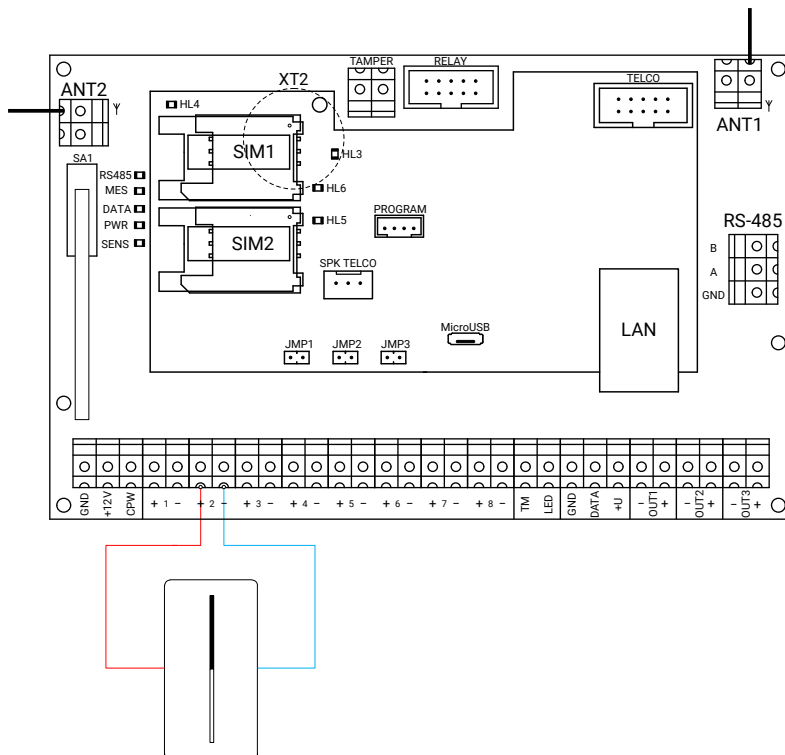 TAMPER
RELAY
XT2
TELCO
ANT2
HL4
ANT1
SA1
SIM1
HL3
RS485
MES
HL6
DATA
PWR
SENS
SIM2
HL5
PROGRAM
RS-485
B
A
GND
SPK TELCO
LAN
MicroUSB
JMP1
JMP2
JMP3
GND
+12V
CPW
+ 1 −
+ 2 −
+ 3 −
+ 4 −
+ 5 −
+ 6 −
+ 7 −
+ 8 −
TM
LED
GND
DATA
+U
− OUT1 +
− OUT2 +
− OUT3 +